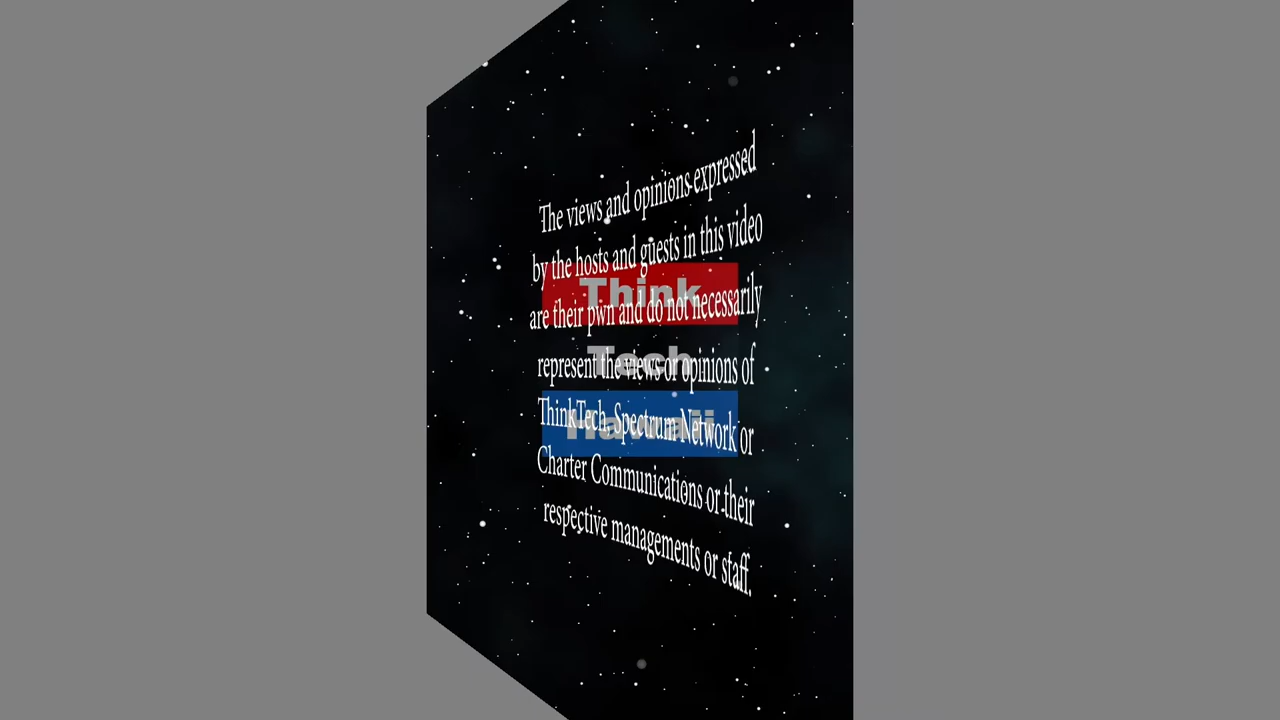 The views and opinions expressed
by the hosts and guests in this video
are their pwn and do not necessarily
represent the views or opinions of
ThinkTech, Spectrum Network or
Charter Communications or their
respective managements or staff.
Think
Tech
Hawaii